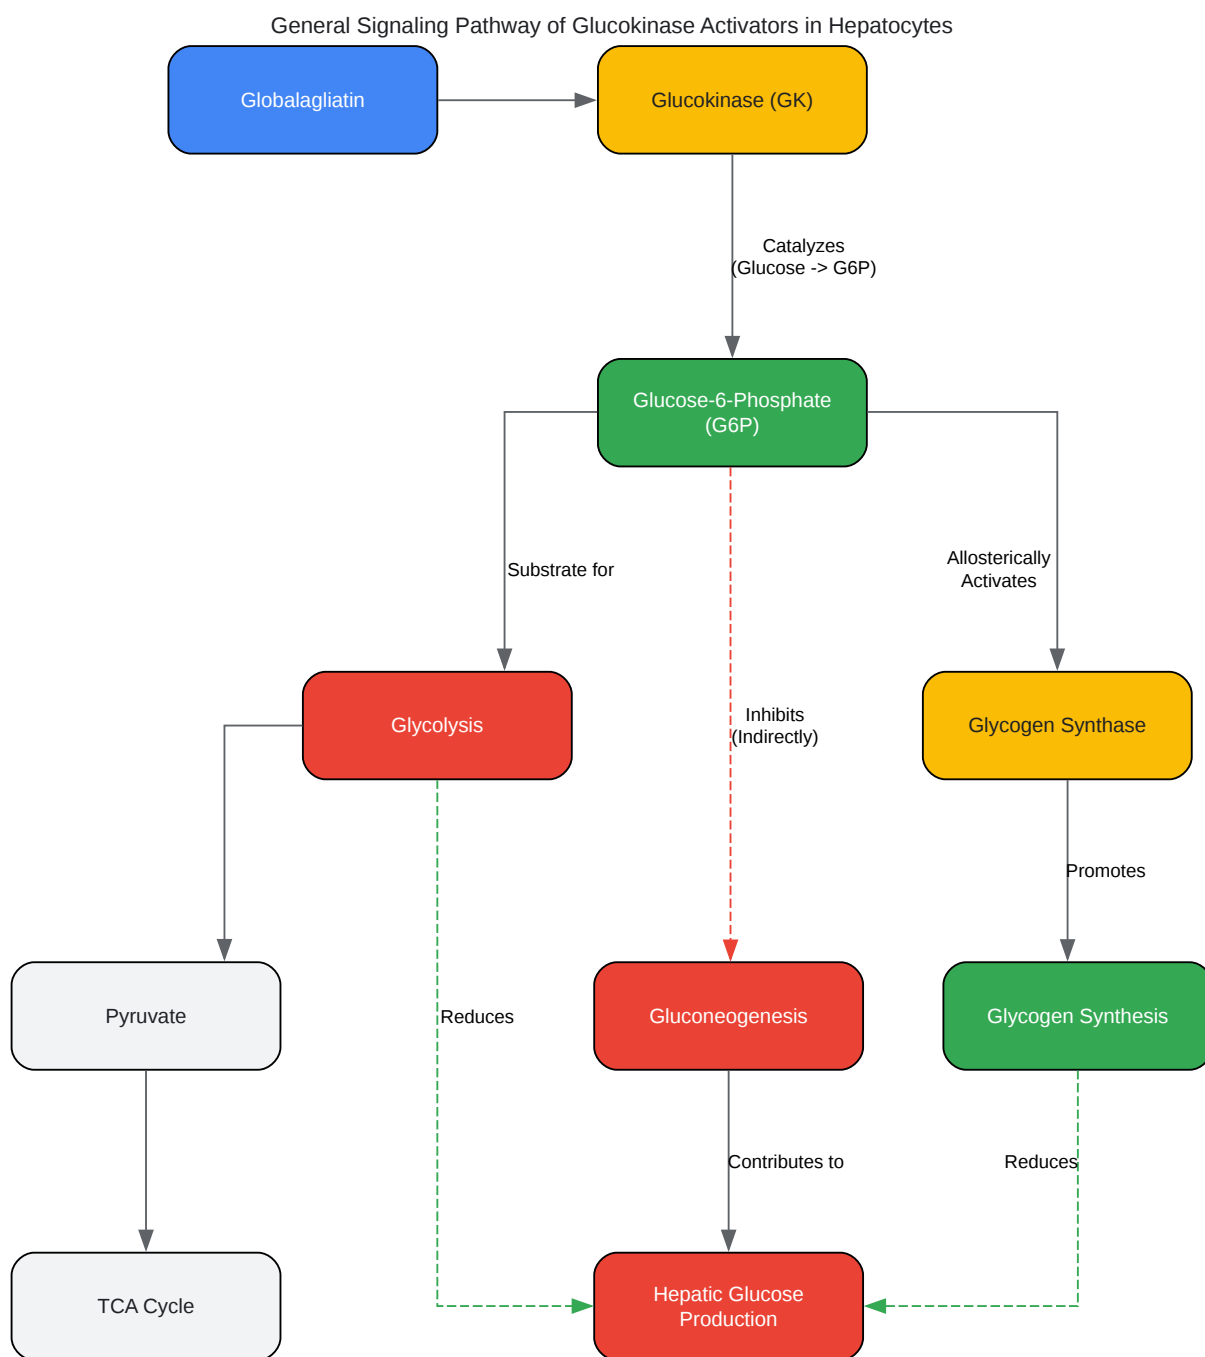 General Signaling Pathway of Glucokinase Activators in Hepatocytes
Globalagliatin
Glucokinase (GK)
Catalyzes
(Glucose -> G6P)
Glucose-6-Phosphate
(G6P)
Substrate for
Allosterically
Activates
Glycolysis
Inhibits
(Indirectly)
Glycogen Synthase
Promotes
Pyruvate
Reduces
Gluconeogenesis
Glycogen Synthesis
Contributes to
Reduces
TCA Cycle
Hepatic Glucose
Production